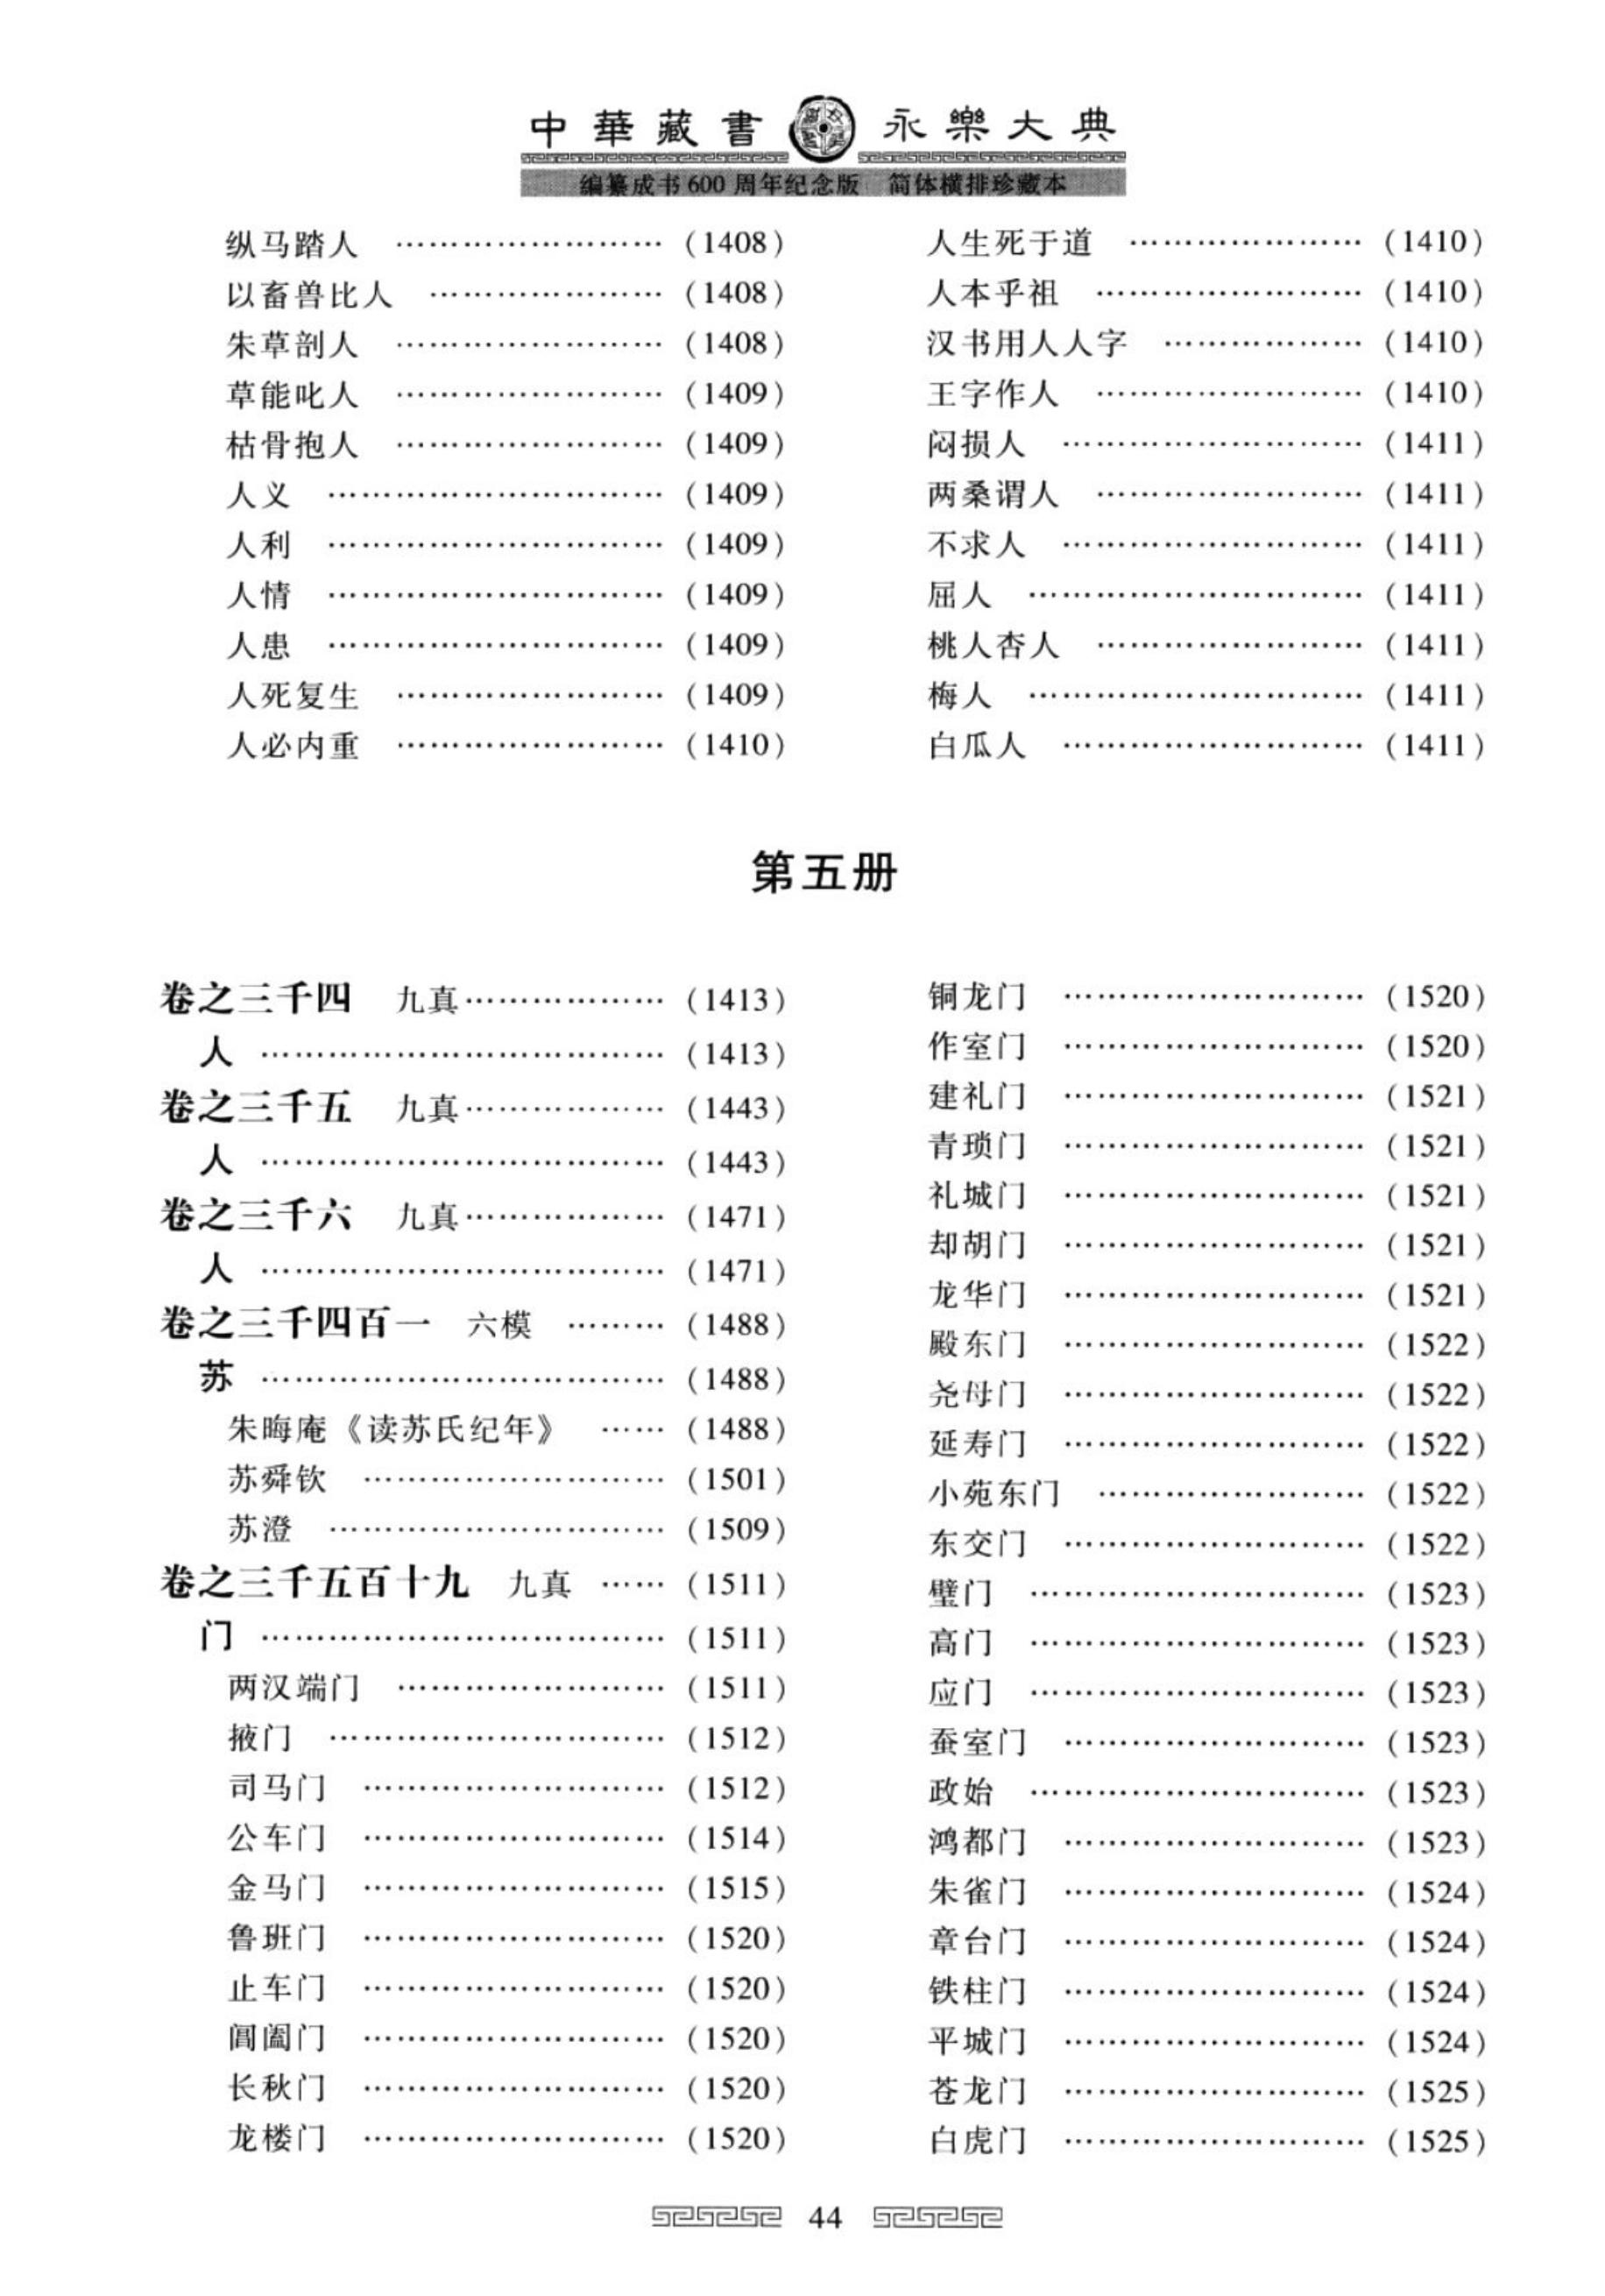 中華藏書 永樂大典
编纂成书600周年纪念版 简体横排珍藏本
纵马踏人 ……………………（1408）
以畜兽比人 …………………（1408）
朱草剖人 ……………………（1408）
草能叱人 ……………………（1409）
枯骨抱人 ……………………（1409）
人义 …………………………（1409）
人利 …………………………（1409）
人情 …………………………（1409）
人患 …………………………（1409）
人死复生 ……………………（1409）
人必内重 ……………………（1410）
人生死于道 …………………（1410）
人本乎祖 ……………………（1410）
汉书用人人字 ………………（1410）
王字作人 ……………………（1410）
闷损人 ………………………（1411）
两桑谓人 ……………………（1411）
不求人 ………………………（1411）
屈人 …………………………（1411）
桃人杏人 ……………………（1411）
梅人 …………………………（1411）
白瓜人 ………………………（1411）
第五册
卷之三千四 九真………………（1413）
人 ………………………………（1413）
卷之三千五 九真………………（1443）
人 ………………………………（1443）
卷之三千六 九真………………（1471）
人 ………………………………（1471）
卷之三千四百一 六模 ………（1488）
苏 ………………………………（1488）
朱晦庵《读苏氏纪年》 ……（1488）
苏舜钦 ………………………（1501）
苏澄 …………………………（1509）
卷之三千五百十九 九真 ……（1511）
门 ………………………………（1511）
两汉端门 ……………………（1511）
掖门 …………………………（1512）
司马门 ………………………（1512）
公车门 ………………………（1514）
金马门 ………………………（1515）
鲁班门 ………………………（1520）
止车门 ………………………（1520）
阊阖门 ………………………（1520）
长秋门 ………………………（1520）
龙楼门 ………………………（1520）
铜龙门 ………………………（1520）
作室门 ………………………（1520）
建礼门 ………………………（1521）
青琐门 ………………………（1521）
礼城门 ………………………（1521）
却胡门 ………………………（1521）
龙华门 ………………………（1521）
殿东门 ………………………（1522）
尧母门 ………………………（1522）
延寿门 ………………………（1522）
小苑东门 ……………………（1522）
东交门 ………………………（1522）
璧门 …………………………（1523）
高门 …………………………（1523）
应门 …………………………（1523）
蚕室门 ………………………（1523）
政始 …………………………（1523）
鸿都门 ………………………（1523）
朱雀门 ………………………（1524）
章台门 ………………………（1524）
铁柱门 ………………………（1524）
平城门 ………………………（1524）
苍龙门 ………………………（1525）
白虎门 ………………………（1525）
44